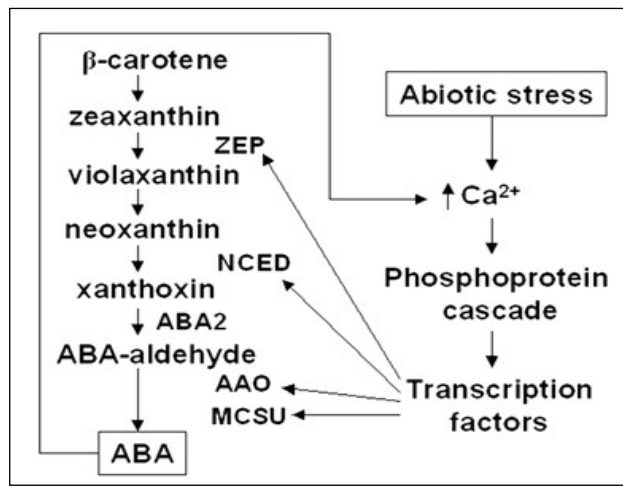 β-carotene
zeaxanthin
ZEP
violaxanthin
neoxanthin
NCED
xanthoxin
ABA2
ABA-aldehyde
AAO
MCSU
ABA
Abiotic stress
↑ Ca²⁺
Phosphoprotein
cascade
Transcription
factors